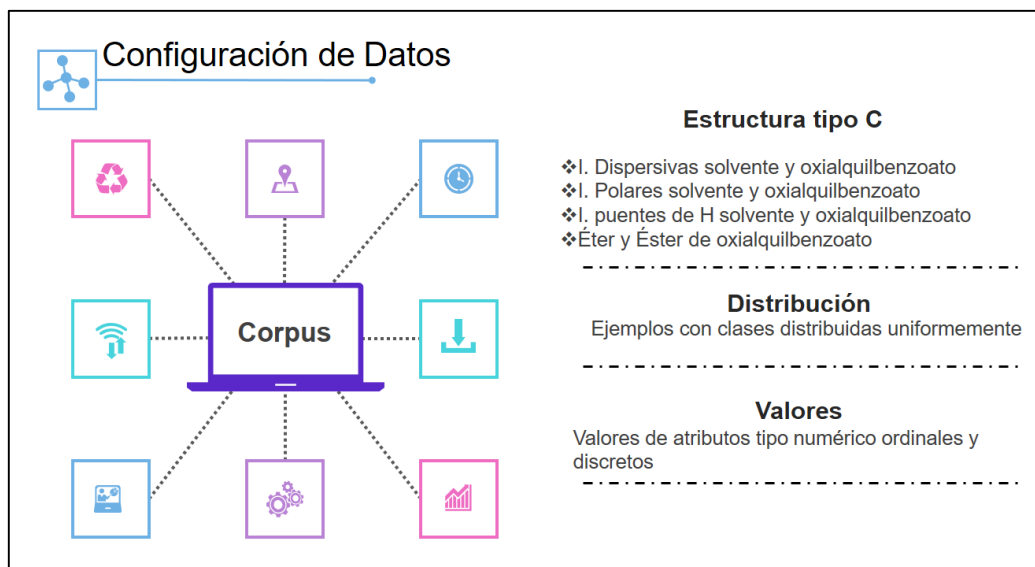 Configuración de Datos
Corpus
Estructura tipo C
❖I. Dispersivas solvente y oxialquilbenzoato
❖I. Polares solvente y oxialquilbenzoato
❖I. puentes de H solvente y oxialquilbenzoato
❖Éter y Éster de oxialquilbenzoato
Distribución
Ejemplos con clases distribuidas uniformemente
Valores
Valores de atributos tipo numérico ordinales y
discretos